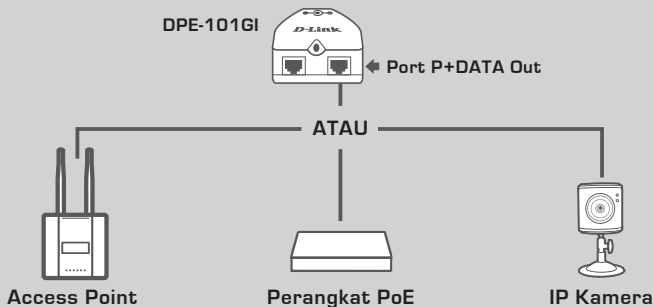 DPE-101GI
D-Link
Port P+DATA Out
ATAU
Access Point
Perangkat PoE
IP Kamera